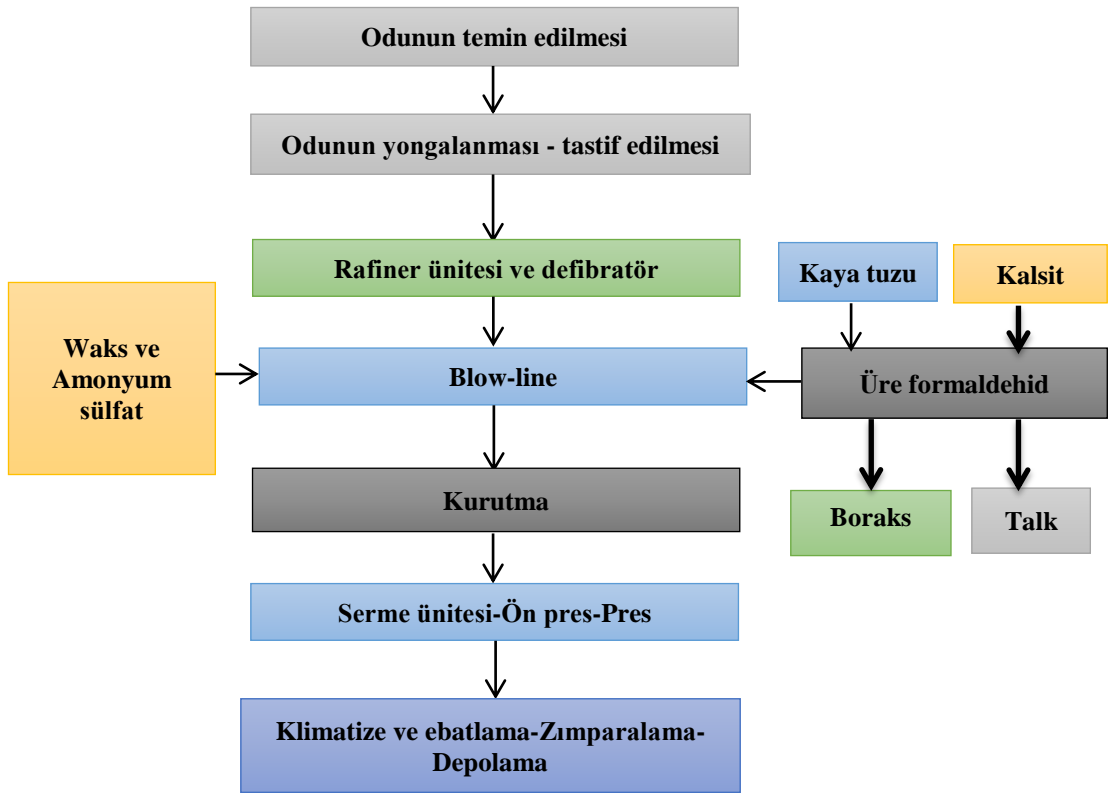 Odunun temin edilmesi
Odunun yongalanması - tastif edilmesi
Rafiner ünitesi ve defibratör
Kaya tuzu
Kalsit
Waks ve
Amonyum
sülfat
Blow-line
Üre formaldehid
Kurutma
Boraks
Talk
Serme ünitesi-Ön pres-Pres
Klimatize ve ebatlama-Zımparalama-
Depolama